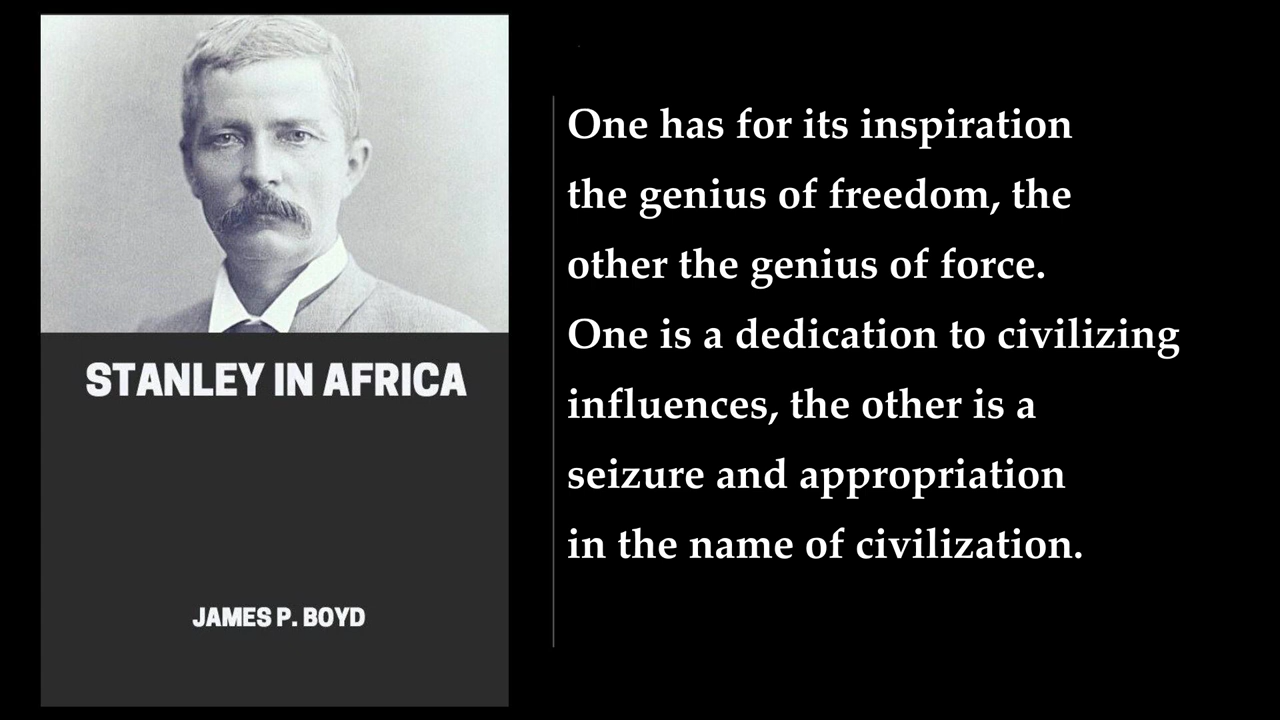 STANLEY IN AFRICA
JAMES P. BOYD
One has for its inspiration
the genius of freedom, the
other the genius of force.
One is a dedication to civilizing
influences, the other is a
seizure and appropriation
in the name of civilization.